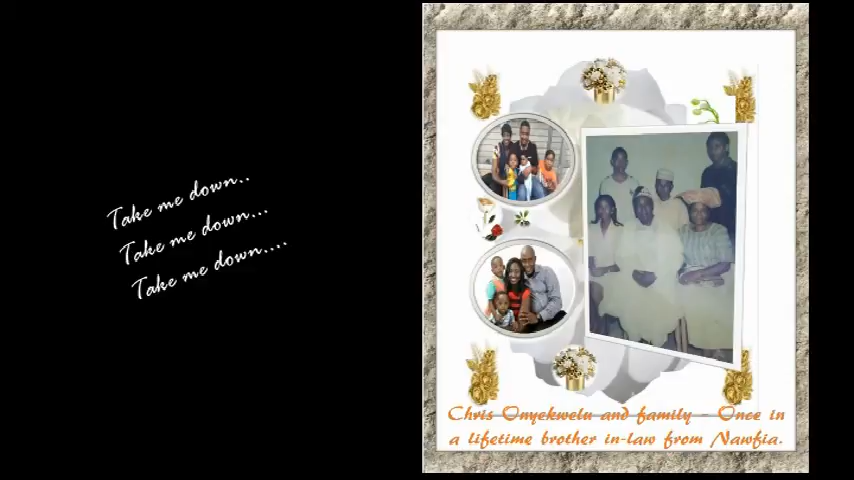 Take me down..
Take me down...
Take me down....
Chris Onyekwelu and family – Once in
a lifetime brother in-law from Nawfia.